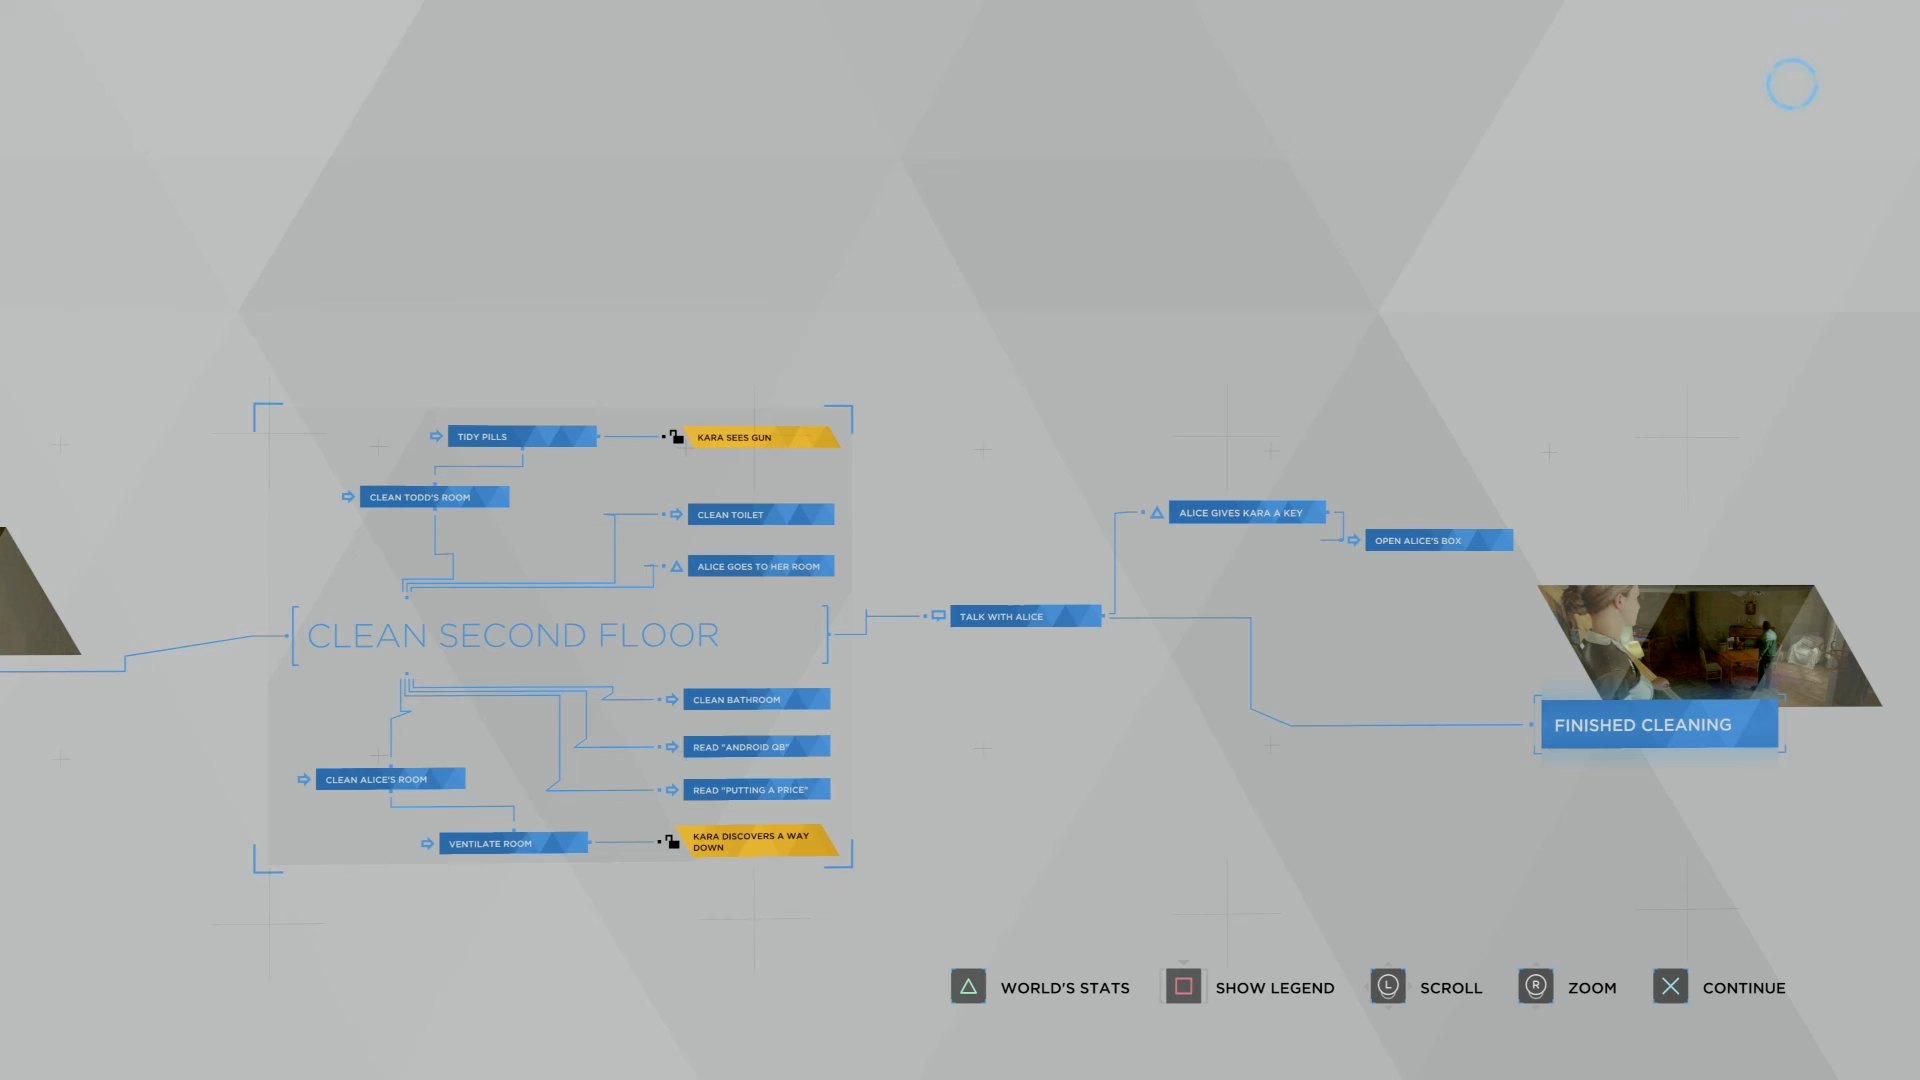 TIDY PILLS
KARA SEES GUN
CLEAN TODD'S ROOM
CLEAN TOILET
ALICE GOES TO HER ROOM
CLEAN SECOND FLOOR
CLEAN BATHROOM
READ "ANDROID QB"
CLEAN ALICE'S ROOM
READ "PUTTING A PRICE"
VENTILATE ROOM
KARA DISCOVERS A WAY
DOWN
TALK WITH ALICE
ALICE GIVES KARA A KEY
OPEN ALICE'S BOX
FINISHED CLEANING
WORLD'S STATS
SHOW LEGEND
L
SCROLL
R
ZOOM
CONTINUE